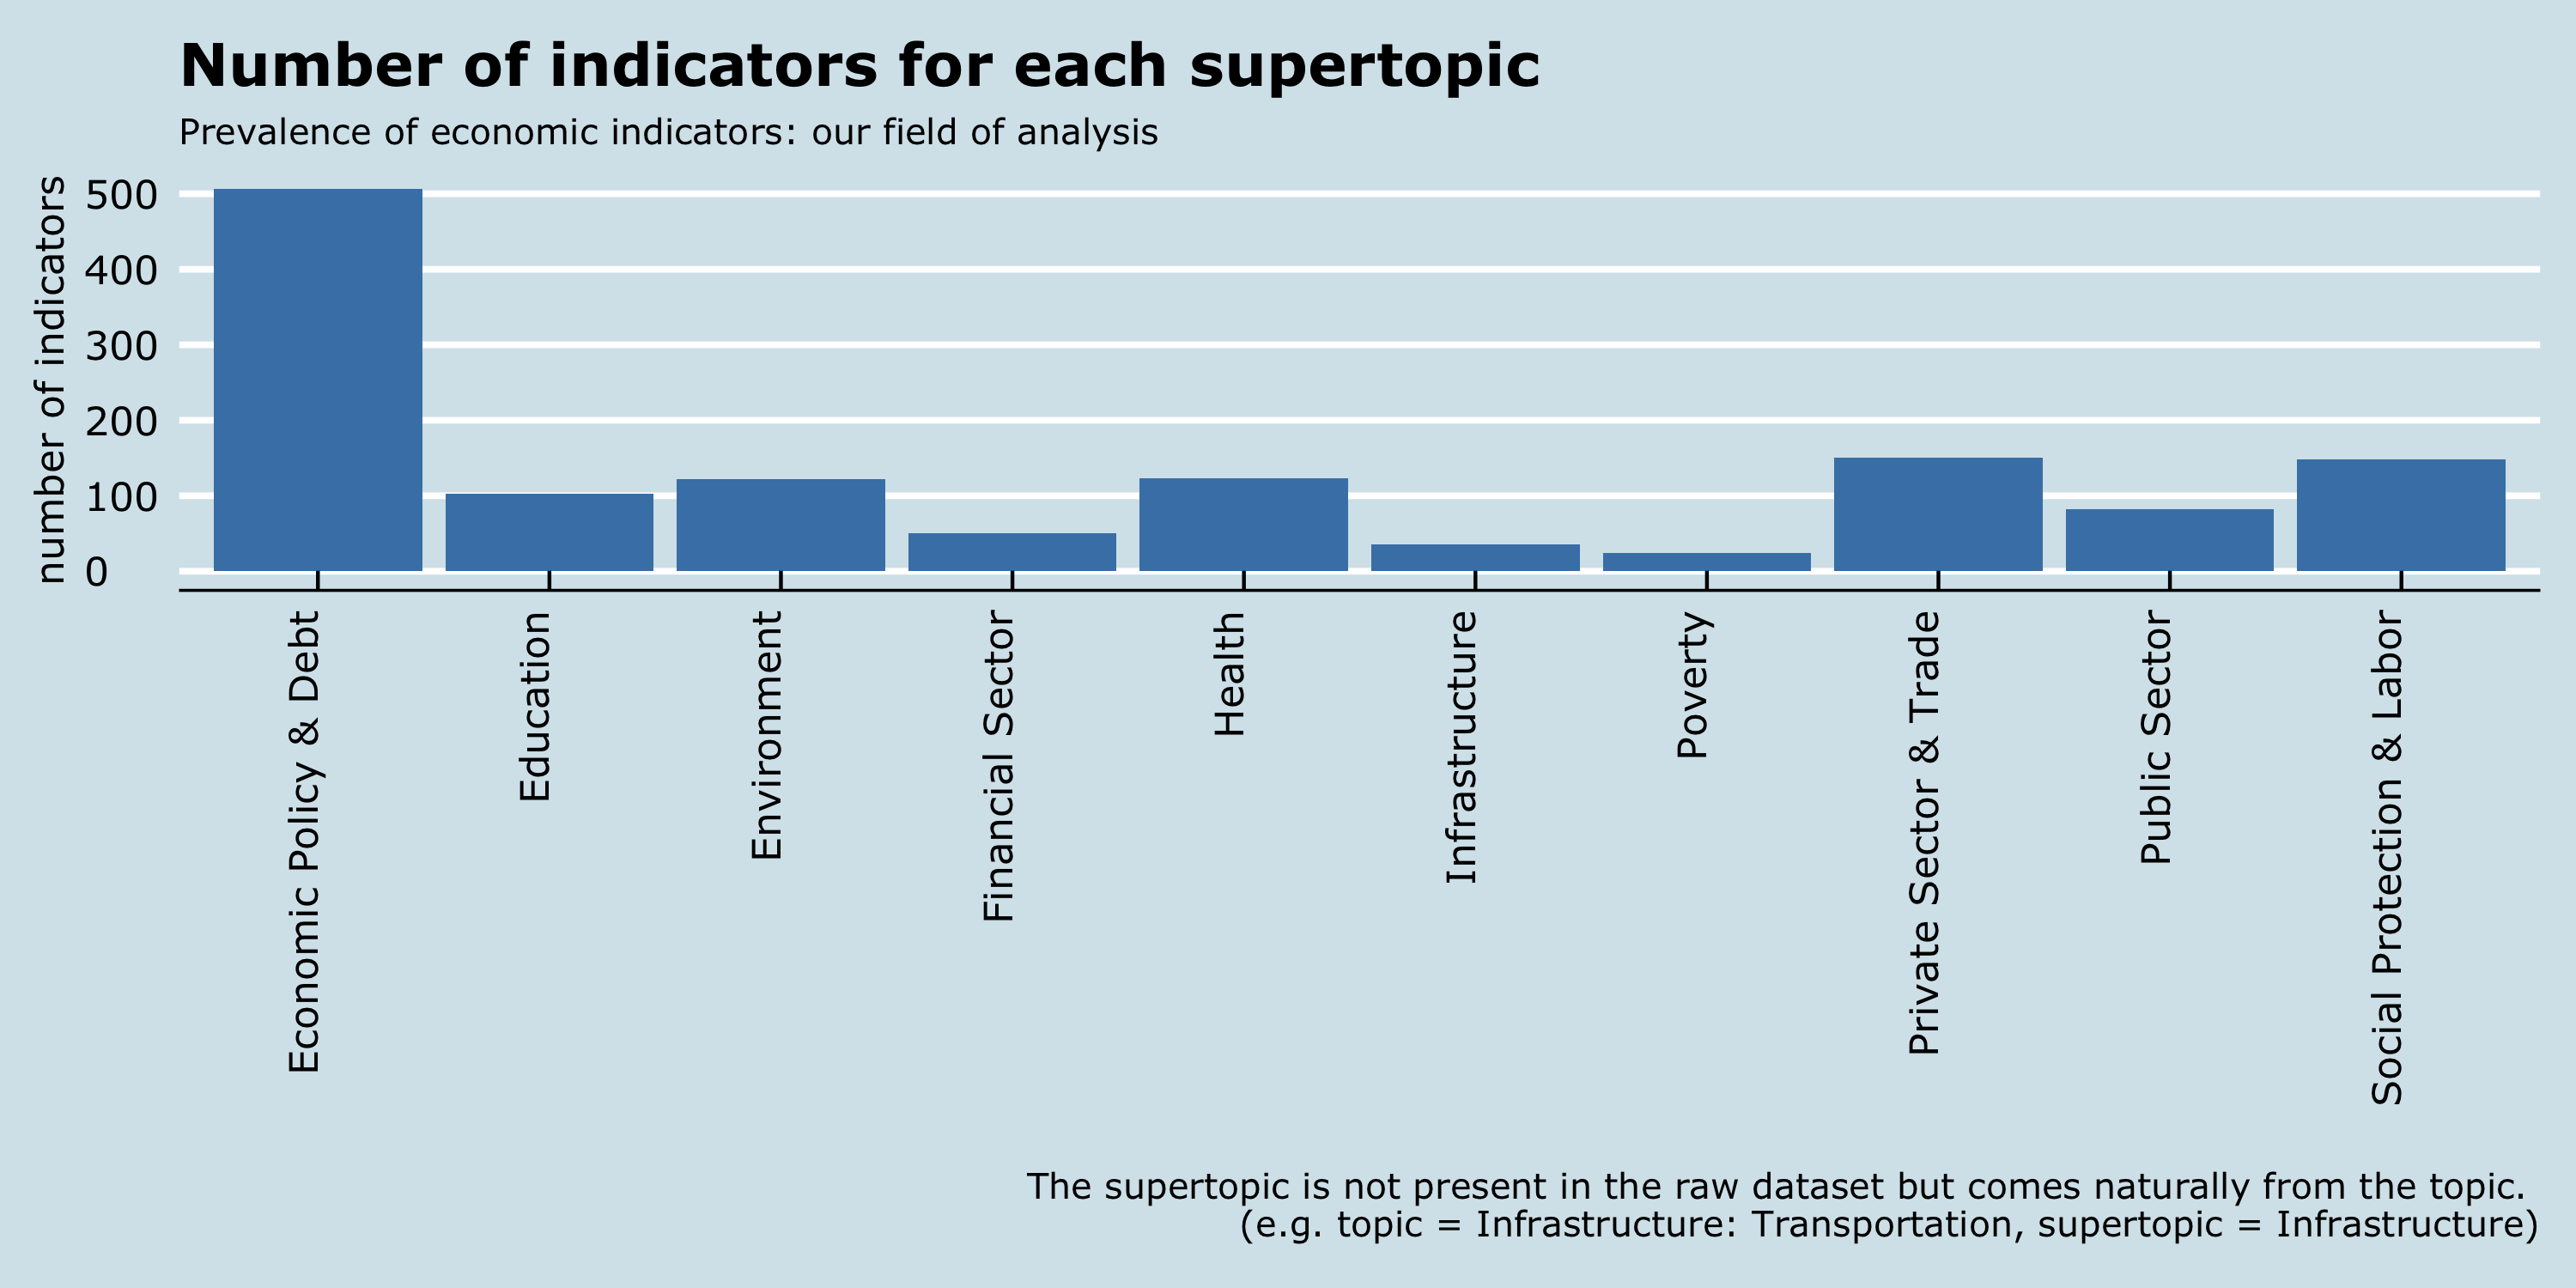 Number of indicators for each supertopic
Prevalence of economic indicators: our field of analysis
number of indicators
500
400
300
200
100
0
Economic Policy & Debt
Education
Environment
Financial Sector
Health
Infrastructure
Poverty
Private Sector & Trade
Public Sector
Social Protection & Labor
The supertopic is not present in the raw dataset but comes naturally from the topic.
(e.g. topic = Infrastructure: Transportation, supertopic = Infrastructure)